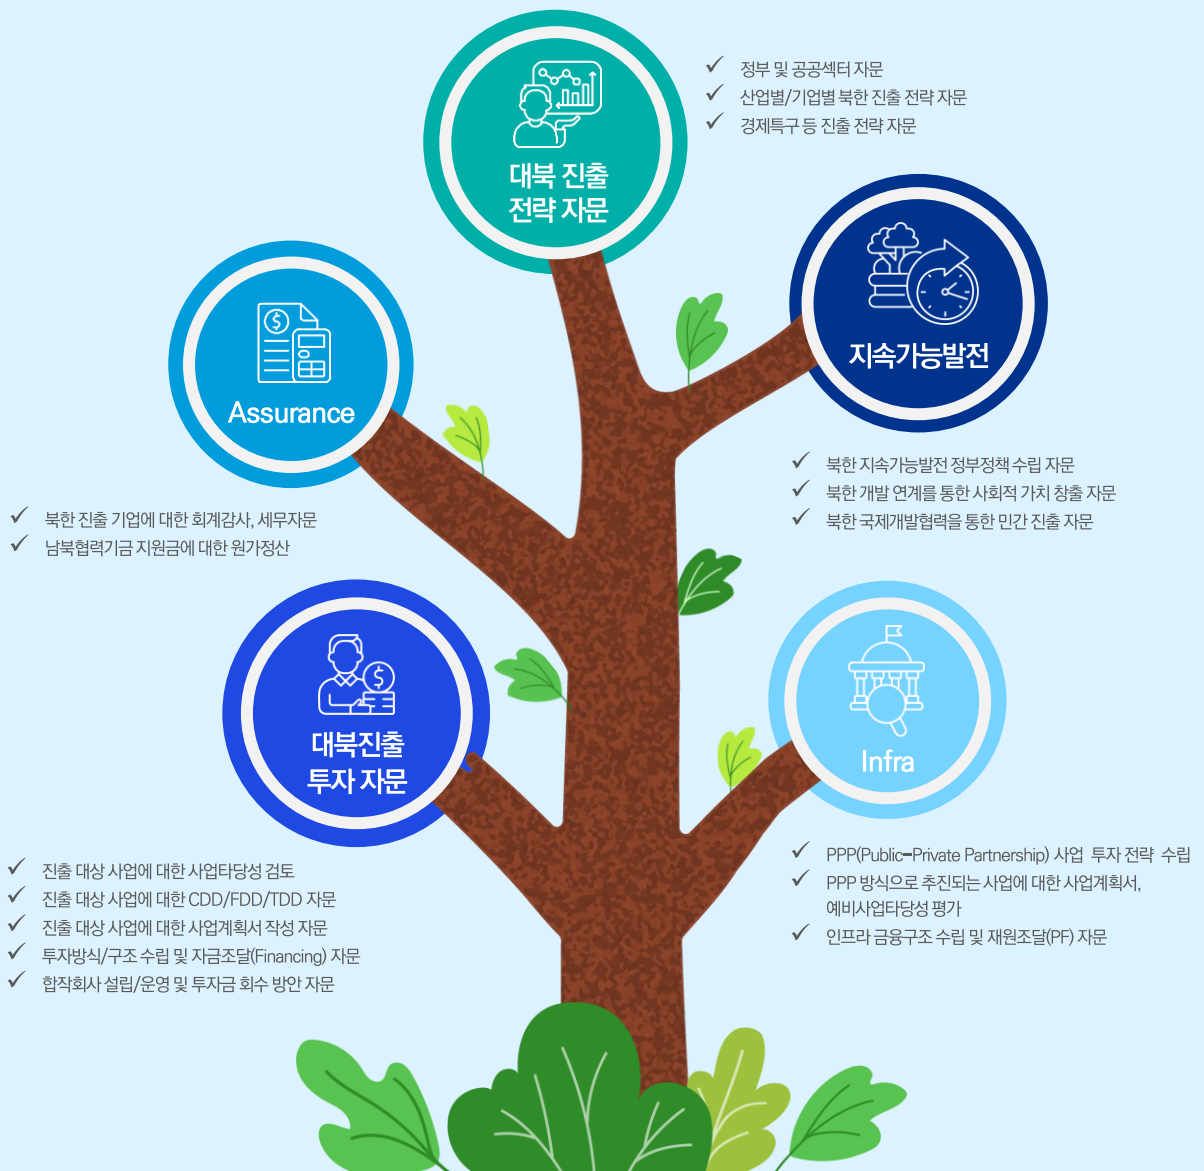 대북 진출
전략 자문
정부 및 공공섹터 자문
산업별/기업별 북한 진출 전략 자문
경제특구 등 진출 전략 자문
지속가능발전
북한 지속가능발전 정부정책 수립 자문
북한 개발 연계를 통한 사회적 가치 창출 자문
북한 국제개발협력을 통한 민간 진출 자문
Assurance
북한 진출 기업에 대한 회계감사, 세무자문
남북협력기금 지원금에 대한 원가정산
대북진출
투자 자문
진출 대상 사업에 대한 사업타당성 검토
진출 대상 사업에 대한 CDD/FDD/TDD 자문
진출 대상 사업에 대한 사업계획서 작성 자문
투자방식/구조 수립 및 자금조달(Financing) 자문
합작회사 설립/운영 및 투자금 회수 방안 자문
Infra
PPP(Public-Private Partnership) 사업 투자 전략 수립
PPP 방식으로 추진되는 사업에 대한 사업계획서,
예비사업타당성 평가
인프라 금융구조 수립 및 재원조달(PF) 자문